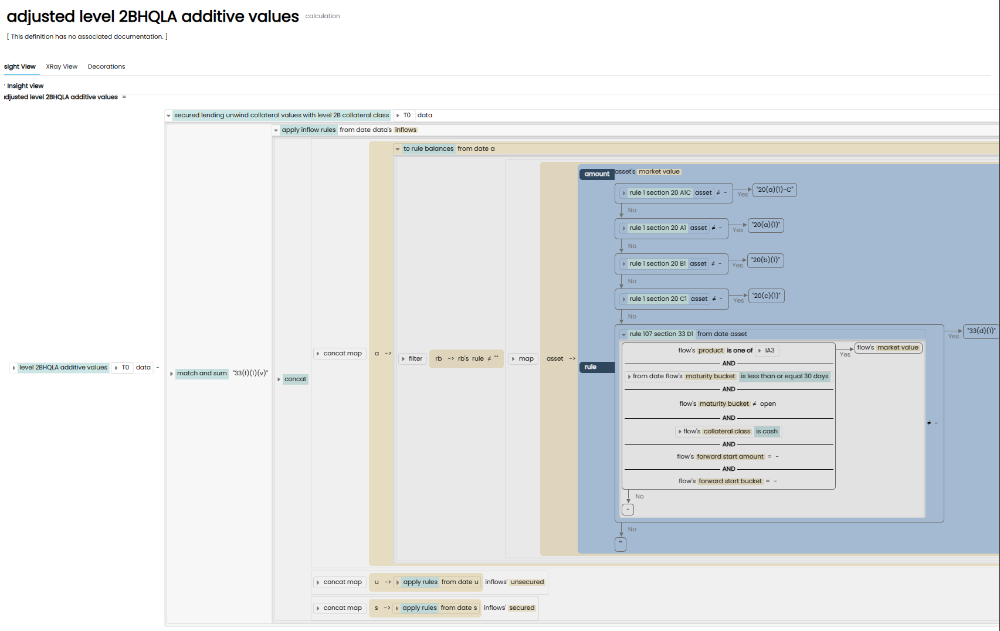 adjusted level 2BHQLA additive values calculation
[ This definition has no associated documentation. ]
sight View XRay View Decorations
Insight view
djusted level 2BHQLA additive values =
secured lending unwind collateral values with level 2B collateral class T0 data
apply inflow rules from date data's inflows
to rule balances from date a
amount asset's market value
rule 1 section 20 A1C asset ≠ - Yes "20(a)(1)-C"
No
rule 1 section 20 A1 asset ≠ - Yes "20(a)(1)"
No
rule 1 section 20 B1 asset ≠ - Yes "20(b)(1)"
No
rule 1 section 20 C1 asset ≠ - Yes "20(c)(1)"
No
rule 107 section 33 D1 from date asset Yes "33(d)(1)"
flow's product is one of IA3 Yes flow's market value
AND
level 2BHQLA additive values T0 data - match and sum "33(f)(1)(v)" concat concat map a -> filter rb -> rb's rule ≠ "" map asset -> rule
from date flow's maturity bucket is less than or equal 30 days
AND
flow's maturity bucket ≠ open
AND
≠ -
flow's collateral class is cash
AND
flow's forward start amount = -
AND
flow's forward start bucket = -
No
-
No
""
concat map u -> apply rules from date u inflows' unsecured
concat map s -> apply rules from date s inflows' secured